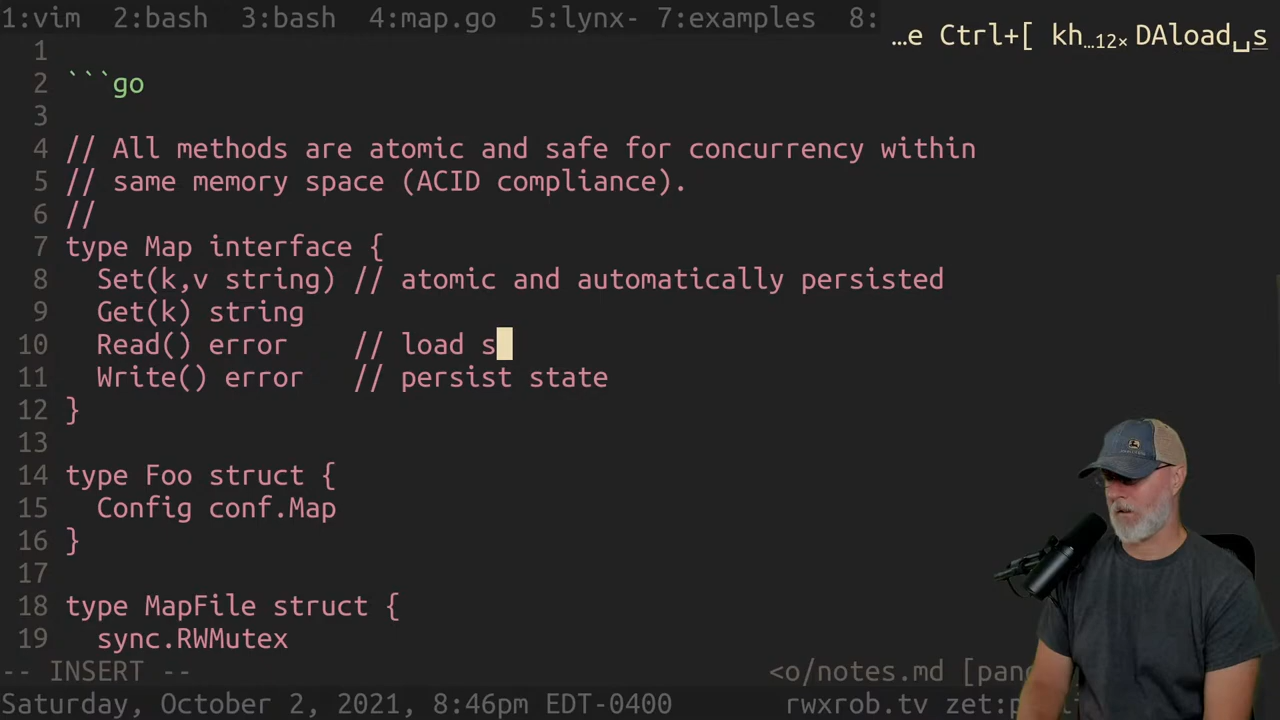 1:vim 2:bash 3:bash 4:map.go 5:lynx- 7:examples 8:
…e Ctrl+[ kh…12× DAload␣s
1
2 ```go
3
4 // All methods are atomic and safe for concurrency within
5 // same memory space (ACID compliance).
6 //
7 type Map interface {
8 Set(k,v string) // atomic and automatically persisted
9 Get(k) string
10 Read() error // load s
11 Write() error // persist state
12 }
13
14 type Foo struct {
15 Config conf.Map
16 }
17
18 type MapFile struct {
19 sync.RWMutex
-- INSERT -- <o/notes.md [pan
Saturday, October 2, 2021, 8:46pm EDT-0400 rwxrob.tv zet:p